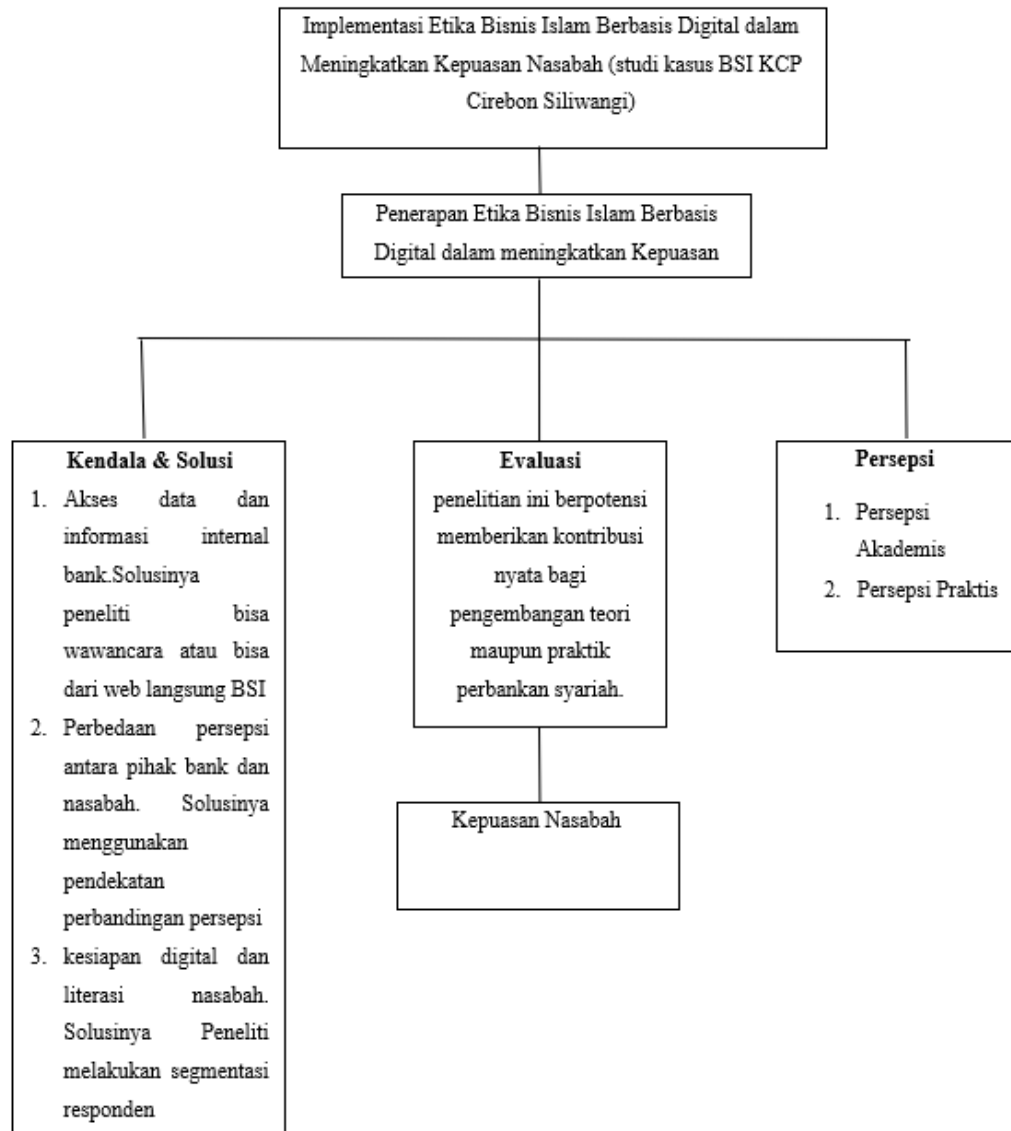 Implementasi Etika Bisnis Islam Berbasis Digital dalam
Meningkatkan Kepuasan Nasabah (studi kasus BSI KCP
Cirebon Siliwangi)
Penerapan Etika Bisnis Islam Berbasis
Digital dalam meningkatkan Kepuasan
Kendala & Solusi
1. Akses data dan
informasi internal
bank.Solusinya
peneliti bisa
wawancara atau bisa
dari web langsung BSI
2. Perbedaan persepsi
antara pihak bank dan
nasabah. Solusinya
menggunakan
pendekatan
perbandingan persepsi
3. kesiapan digital dan
literasi nasabah.
Solusinya Peneliti
melakukan segmentasi
responden
Evaluasi
penelitian ini berpotensi
memberikan kontribusi
nyata bagi
pengembangan teori
maupun praktik
perbankan syariah.
Kepuasan Nasabah
Persepsi
1. Persepsi
Akademis
2. Persepsi Praktis